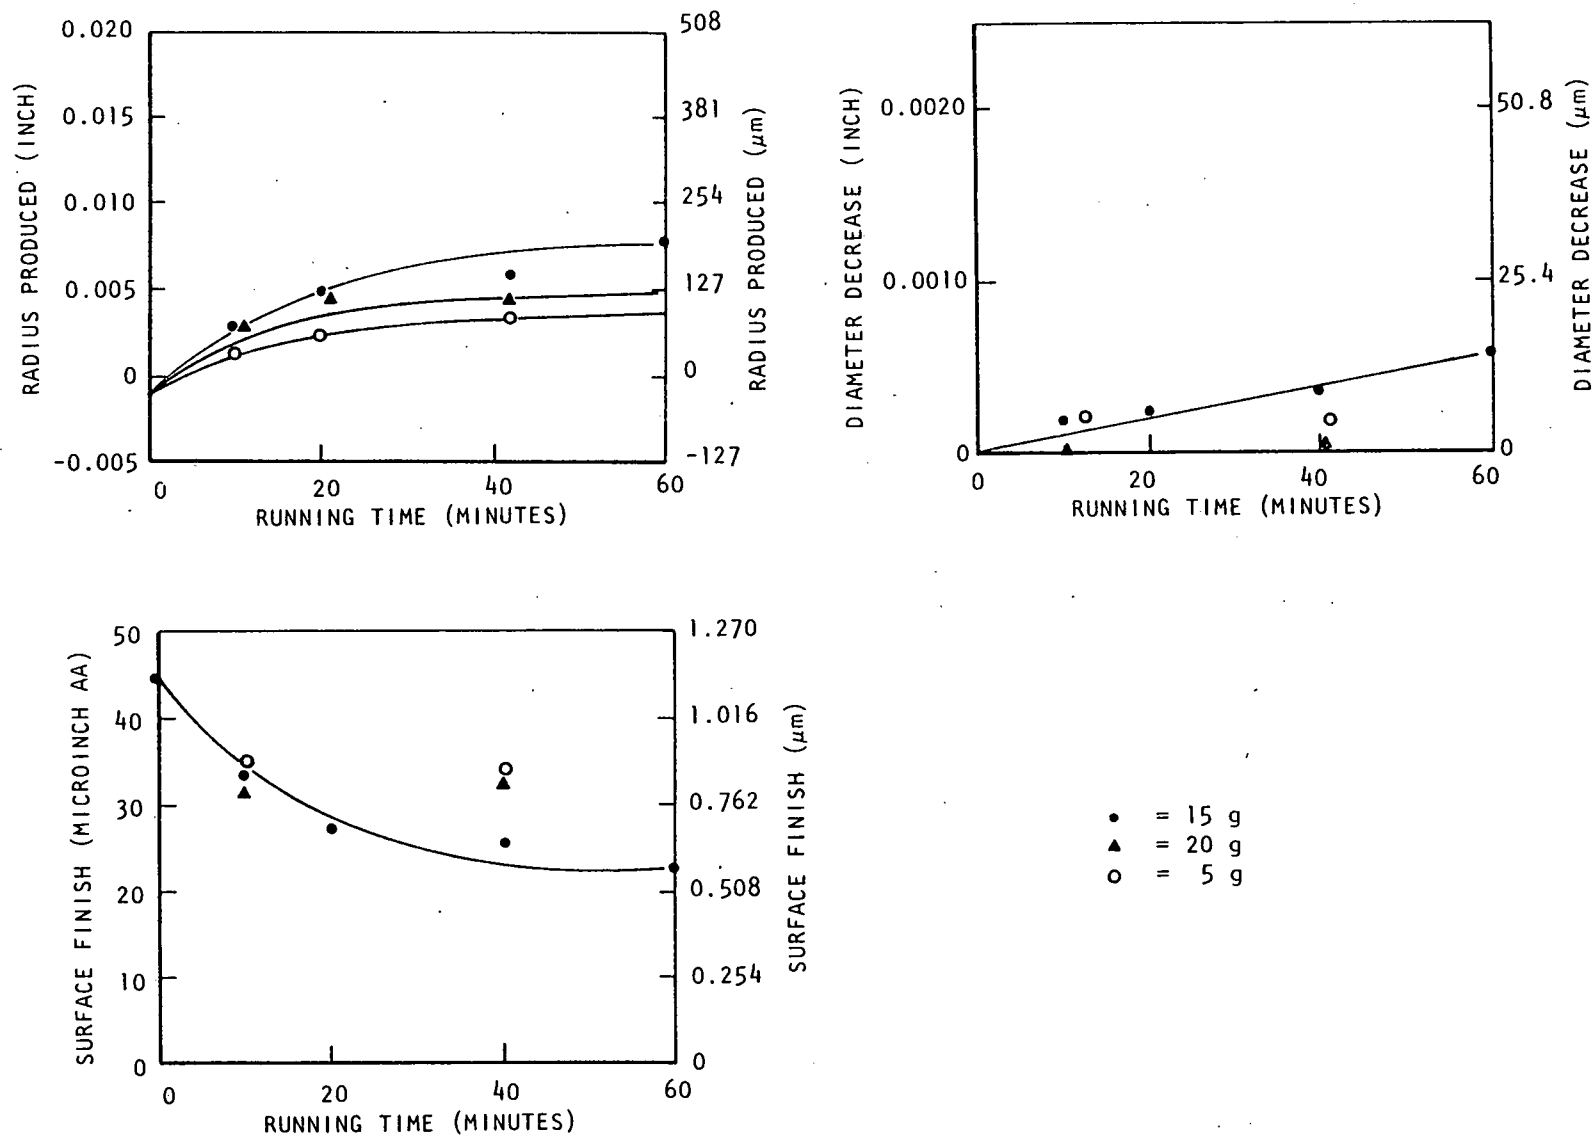 RADIUS PRODUCED (INCH)
0.020
0.015
0.010
0.005
0
-0.005
508
381
254
127
0
-127
RADIUS PRODUCED (μm)
0 20 40 60
RUNNING TIME (MINUTES)
DIAMETER DECREASE (INCH)
0.0020
0.0010
0
50.8
25.4
0
DIAMETER DECREASE (μm)
0 20 40 60
RUNNING TIME (MINUTES)
SURFACE FINISH (MICROINCH AA)
50
40
30
20
10
0
1.270
1.016
0.762
0.508
0.254
0
SURFACE FINISH (μm)
0 20 40 60
RUNNING TIME (MINUTES)
● = 15 g
▲ = 20 g
○ = 5 g